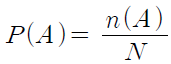 P(A) = n(A) / N